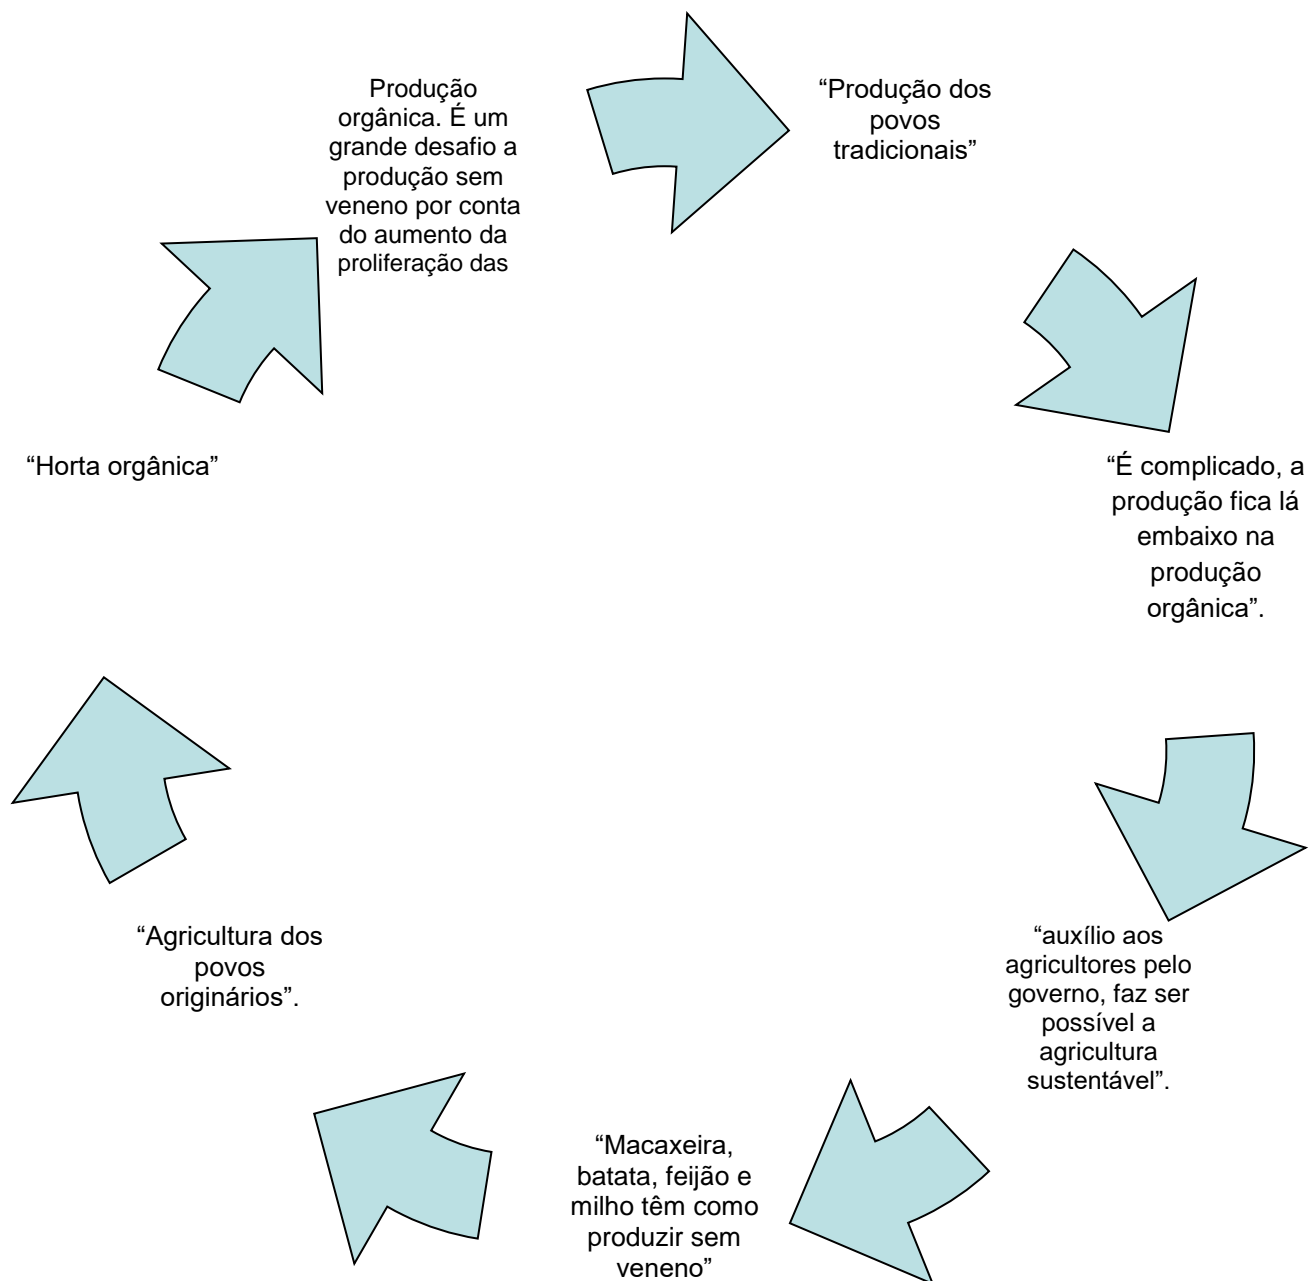 Produção
orgânica. É um
grande desafio a
produção sem
veneno por conta
do aumento da
proliferação das
“Produção dos
povos
tradicionais”
“É complicado, a
produção fica lá
embaixo na
produção
orgânica”.
“auxílio aos
agricultores pelo
governo, faz ser
possível a
agricultura
sustentável”.
“Macaxeira,
batata, feijão e
milho têm como
produzir sem
veneno”
“Agricultura dos
povos
originários”.
“Horta orgânica”